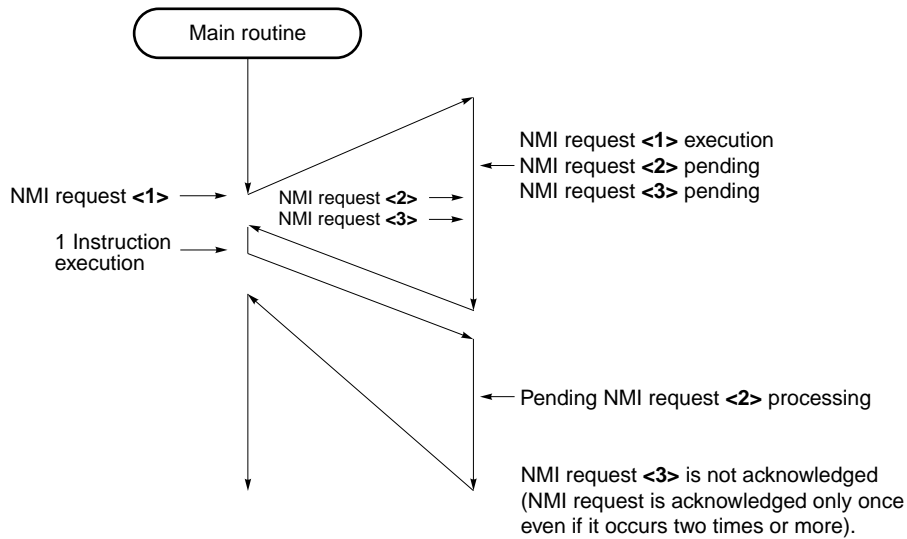 Main routine
NMI request <1> execution
NMI request <2> pending
NMI request <3> pending
NMI request <1>
NMI request <2>
NMI request <3>
1 Instruction
execution
Pending NMI request <2> processing
NMI request <3> is not acknowledged
(NMI request is acknowledged only once
even if it occurs two times or more).